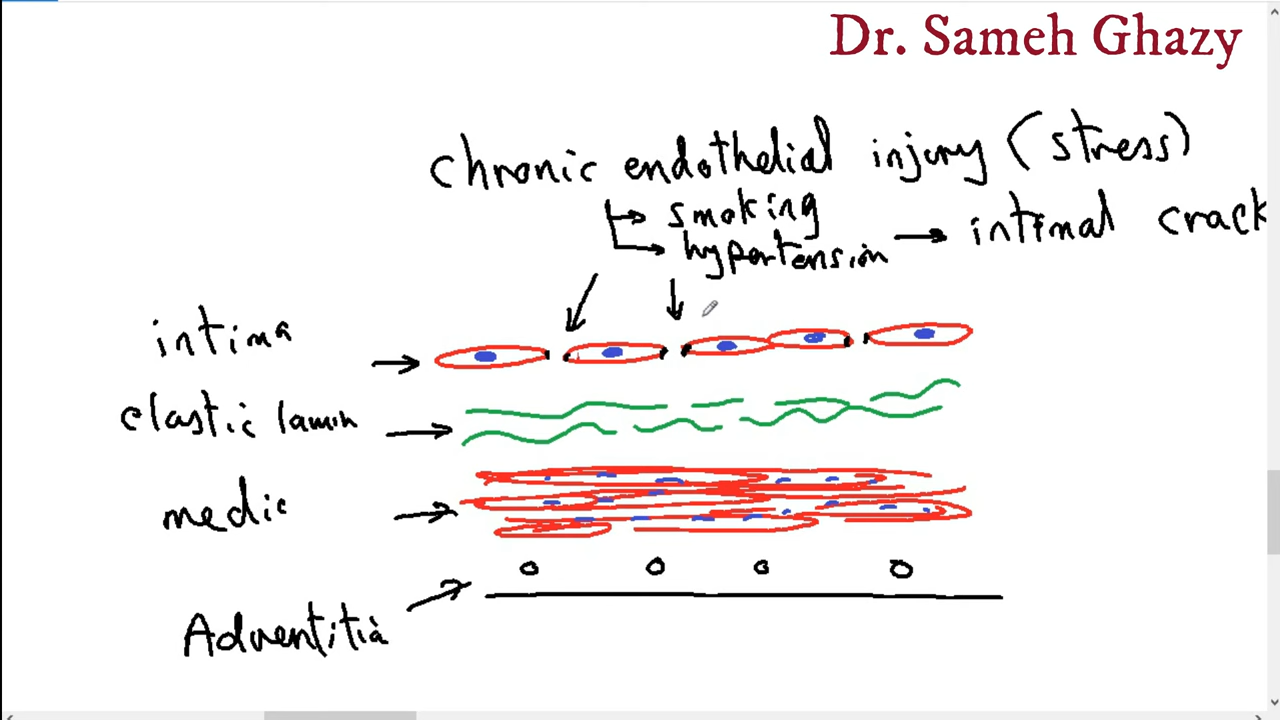 Dr. Sameh Ghazy
chronic endothelial injury (stress)
smoking
hypertension → intimal crack
intima
elastic lamin
media
Adventitia